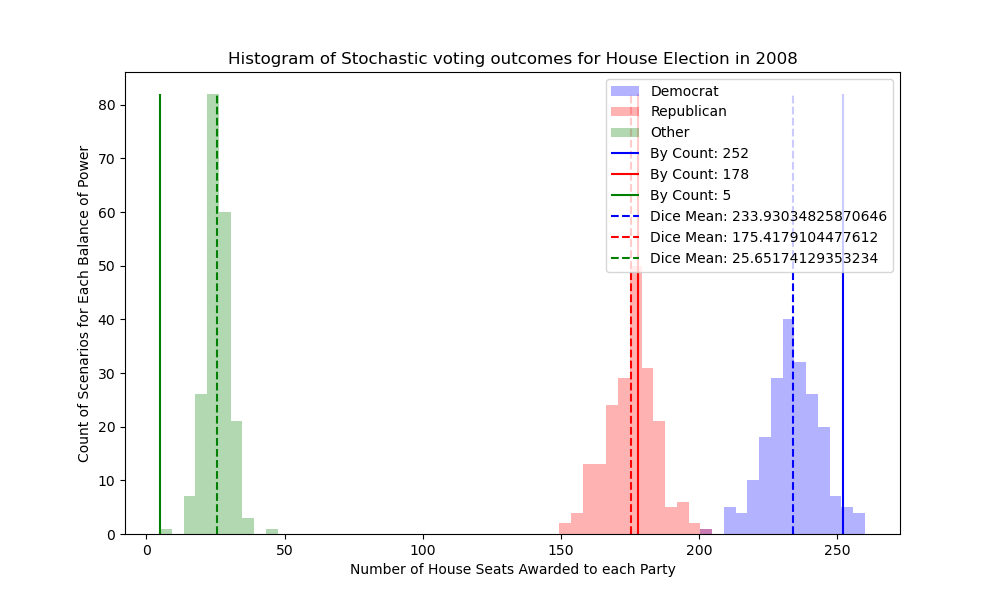 Histogram of Stochastic voting outcomes for House Election in 2008
Count of Scenarios for Each Balance of Power
80
70
60
50
40
30
20
10
0
Democrat
Republican
Other
By Count: 252
By Count: 178
By Count: 5
Dice Mean: 233.93034825870646
Dice Mean: 175.4179104477612
Dice Mean: 25.65174129353234
0 50 100 150 200 250
Number of House Seats Awarded to each Party